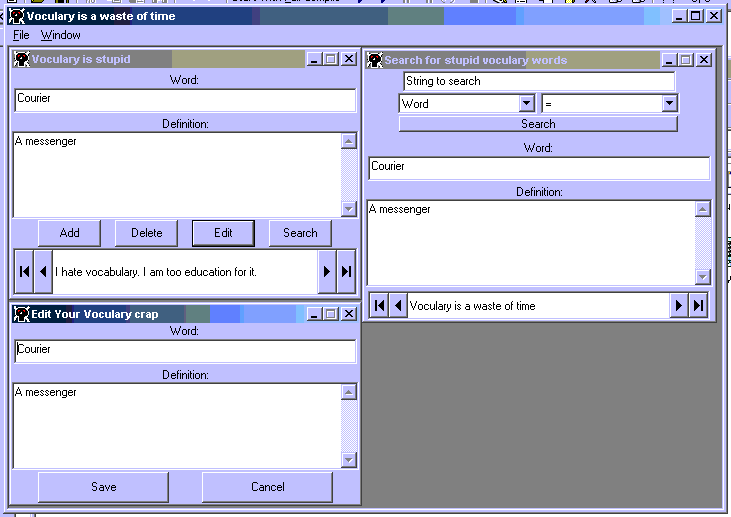 Voculary is a waste of time
File Window
Voculary is stupid
Word:
Courier
Definition:
A messenger
Add Delete Edit Search
I hate vocabulary. I am too education for it.
Edit Your Voculary crap
Word:
Courier
Definition:
A messenger
Save Cancel
Search for stupid voculary words
String to search
Word =
Search
Word:
Courier
Definition:
A messenger
Voculary is a waste of time